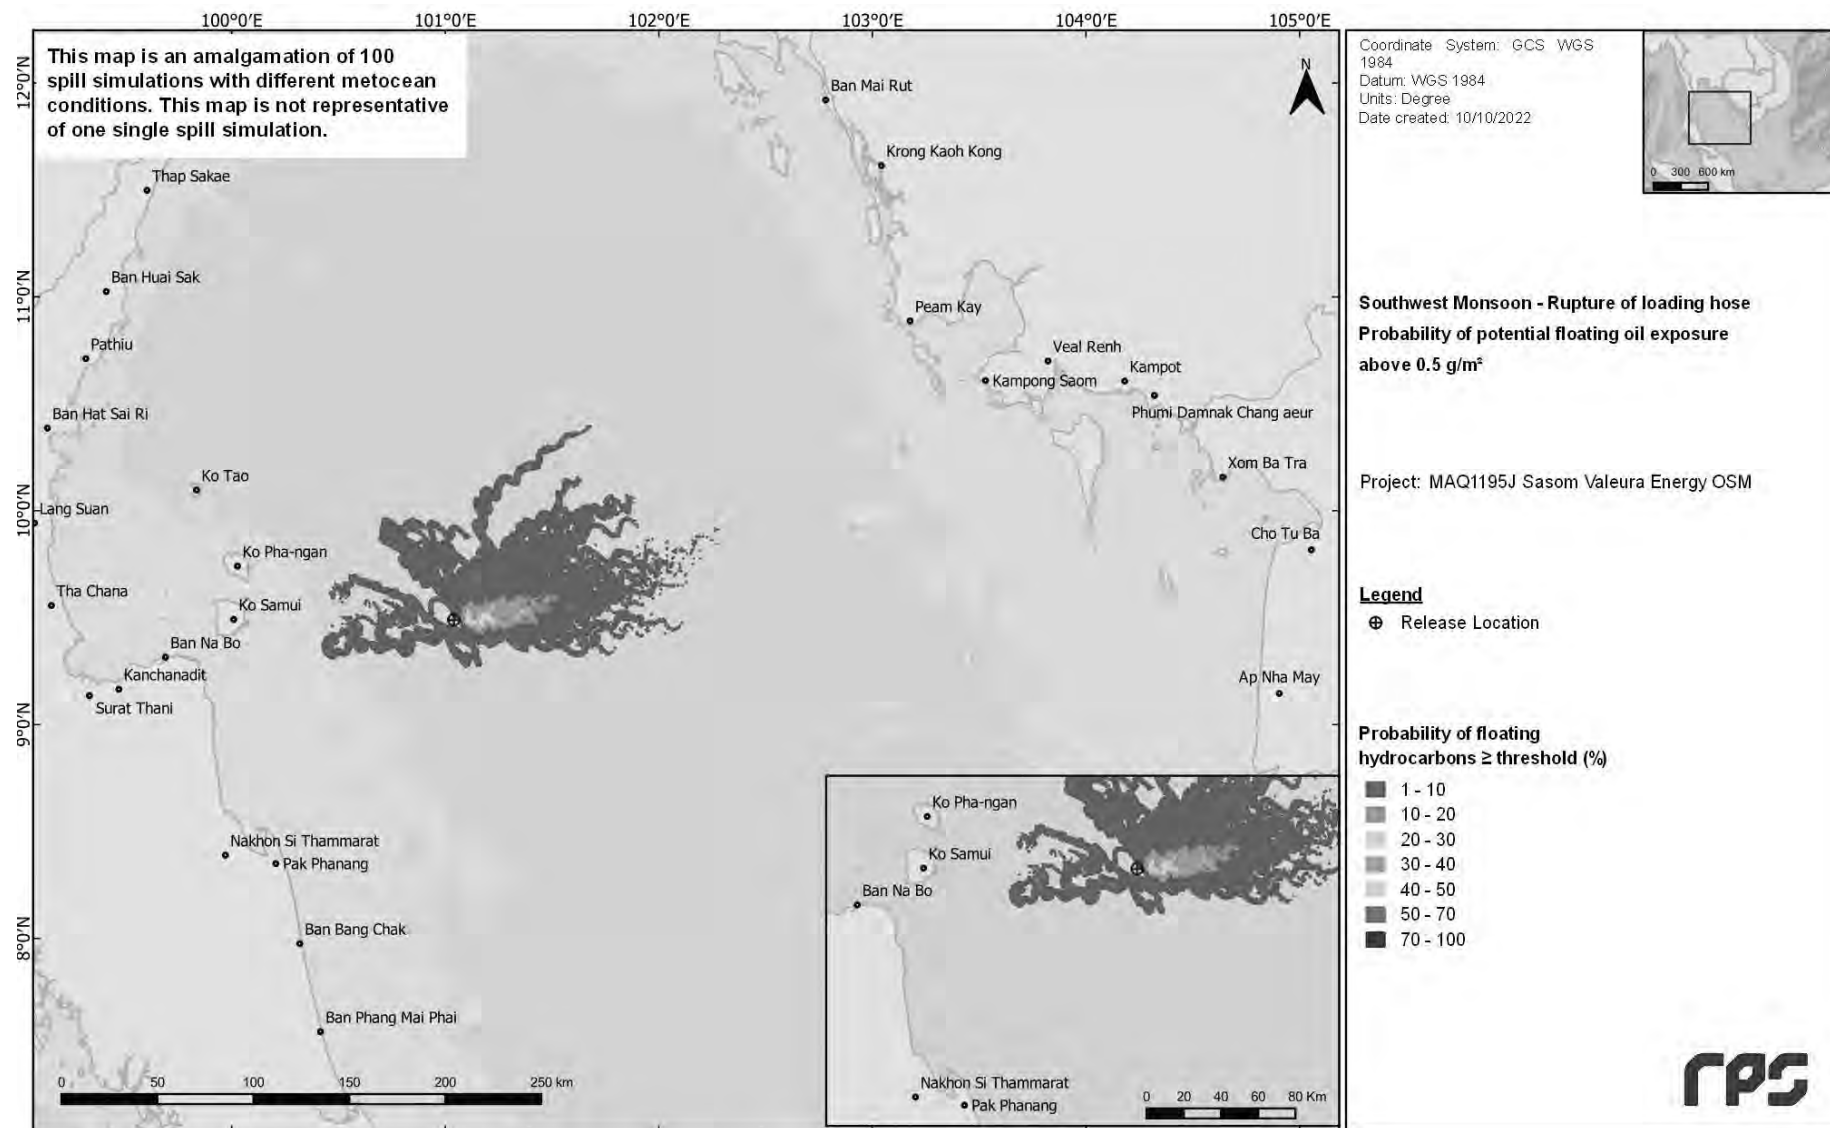 100°0'E
101°0'E
102°0'E
103°0'E
104°0'E
105°0'E
This map is an amalgamation of 100
spill simulations with different metocean
conditions. This map is not representative
of one single spill simulation.
12°0'N
11°0'N
10°0'N
9°0'N
8°0'N
N
Ban Mai Rut
Krong Kaoh Kong
Thap Sakae
Ban Huai Sak
Peam Kay
Pathiu
Veal Renh
Kampot
Kampong Saom
Ban Hat Sai Ri
Phumi Damnak Chang aeur
Ko Tao
Xom Ba Tra
Lang Suan
Cho Tu Ba
Ko Pha-ngan
Tha Chana
Ko Samui
Ban Na Bo
Kanchanadit
Surat Thani
Ap Nha May
Nakhon Si Thammarat
Pak Phanang
Ban Bang Chak
Ban Phang Mai Phai
0 50 100 150 200 250 km
Ko Pha-ngan
Ko Samui
Ban Na Bo
Nakhon Si Thammarat
Pak Phanang
0 20 40 60 80 Km
Coordinate System: GCS WGS
1984
Datum: WGS 1984
Units: Degree
Date created: 10/10/2022
0 300 600 km
Southwest Monsoon - Rupture of loading hose
Probability of potential floating oil exposure
above 0.5 g/m²
Project: MAQ1195J Sasom Valeura Energy OSM
Legend
Release Location
Probability of floating
hydrocarbons ≥ threshold (%)
1 - 10
10 - 20
20 - 30
30 - 40
40 - 50
50 - 70
70 - 100
rps